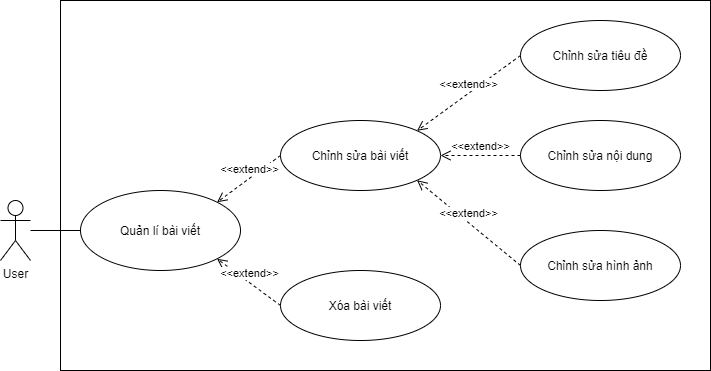 Chỉnh sửa tiêu đề
<<extend>>
Chỉnh sửa bài viết
<<extend>>
Chỉnh sửa nội dung
<<extend>>
Quản lí bài viết
<<extend>>
Chỉnh sửa hình ảnh
User
<<extend>>
Xóa bài viết